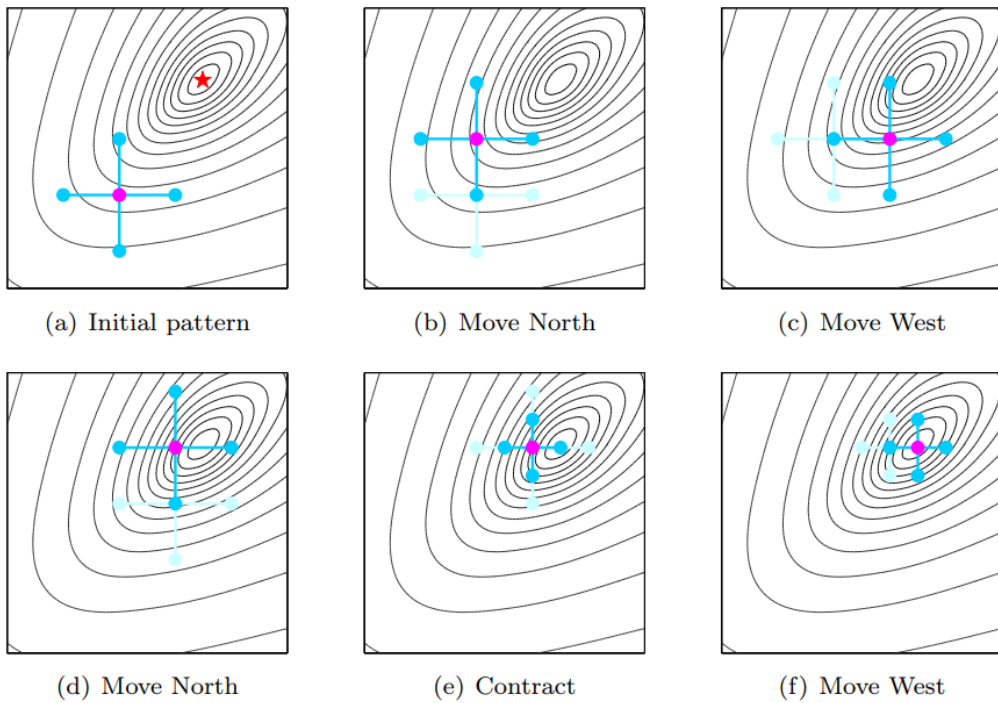 (a) Initial pattern
(b) Move North
(c) Move West
(d) Move North
(e) Contract
(f) Move West